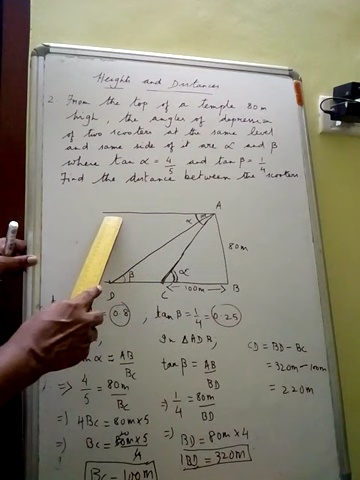 Heights and Distances
2 From the top of a temple 80m
high, the angles of depression
of two scooters at the same level
and same side of it are α and β
where tan α = 4/5 and tan β = 1/4
Find the distance between the scooters
A
α β
80m
β α
D C 100m B
= 0.8, tan β = 1/4 = 0.25
In Δ ADB,
tan α = AB/BC
tan β = AB/BD
CD = BD - BC
= 320m - 100m
= 220m
=> 4/5 = 80m/BC
=> 1/4 = 80m/BD
=> 4BC = 80m×5
=> BD = 80m × 4
=> BC = 80m×5/4
BD = 320m
BC = 100m